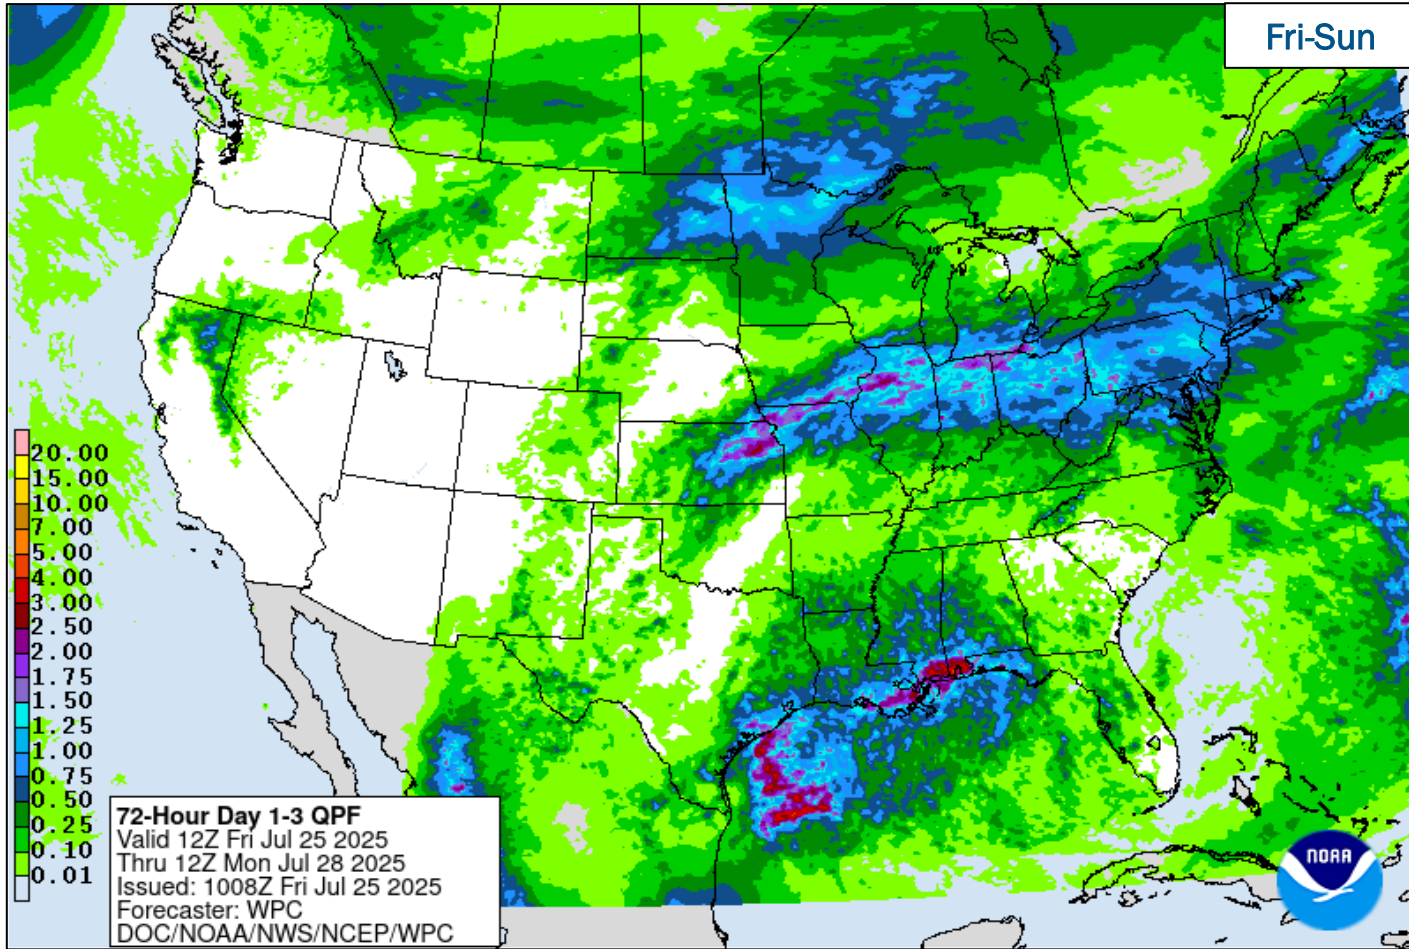 Fri-Sun
20.00
15.00
10.00
7.00
5.00
4.00
3.00
2.50
2.00
1.75
1.50
1.25
1.00
0.75
0.50
0.25
0.10
0.01
72-Hour Day 1-3 QPF
Valid 12Z Fri Jul 25 2025
Thru 12Z Mon Jul 28 2025
Issued: 1008Z Fri Jul 25 2025
Forecaster: WPC
DOC/NOAA/NWS/NCEP/WPC
NOAA